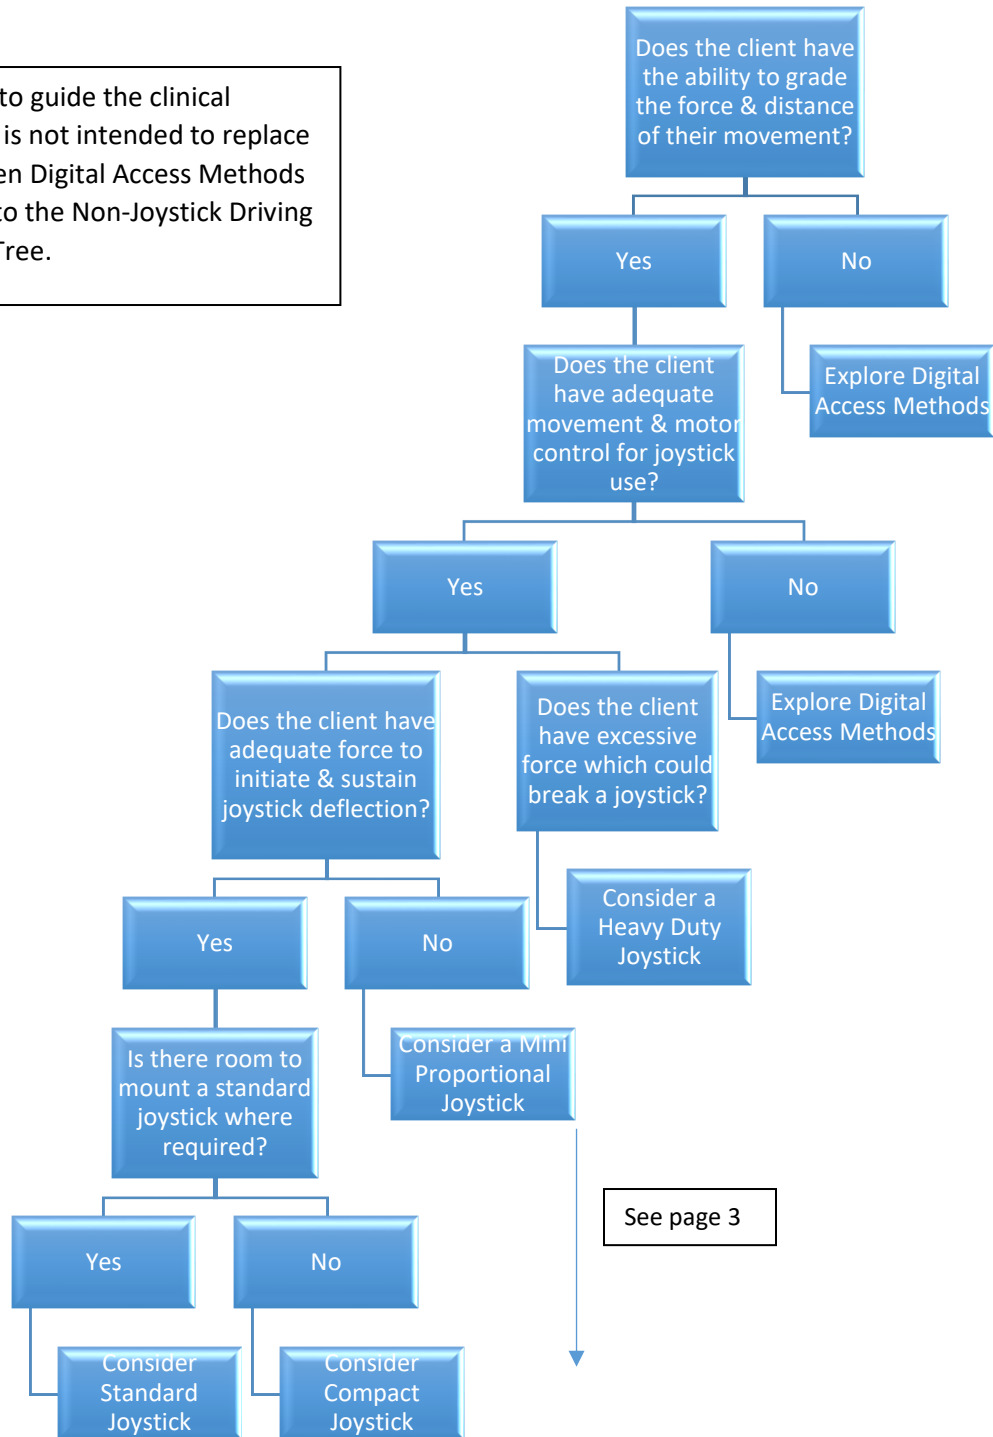 Does the client have
the ability to grade
the force & distance
of their movement?
to guide the clinical
is not intended to replace
en Digital Access Methods
to the Non-Joystick Driving
Tree.
Yes
No
Does the client
have adequate
movement & motor
control for joystick
use?
Explore Digital
Access Methods
Yes
No
Does the client have
adequate force to
initiate & sustain
joystick deflection?
Does the client
have excessive
force which could
break a joystick?
Explore Digital
Access Methods
Yes
No
Consider a
Heavy Duty
Joystick
Is there room to
mount a standard
joystick where
required?
Consider a Mini
Proportional
Joystick
See page 3
Yes
No
Consider
Standard
Joystick
Consider
Compact
Joystick